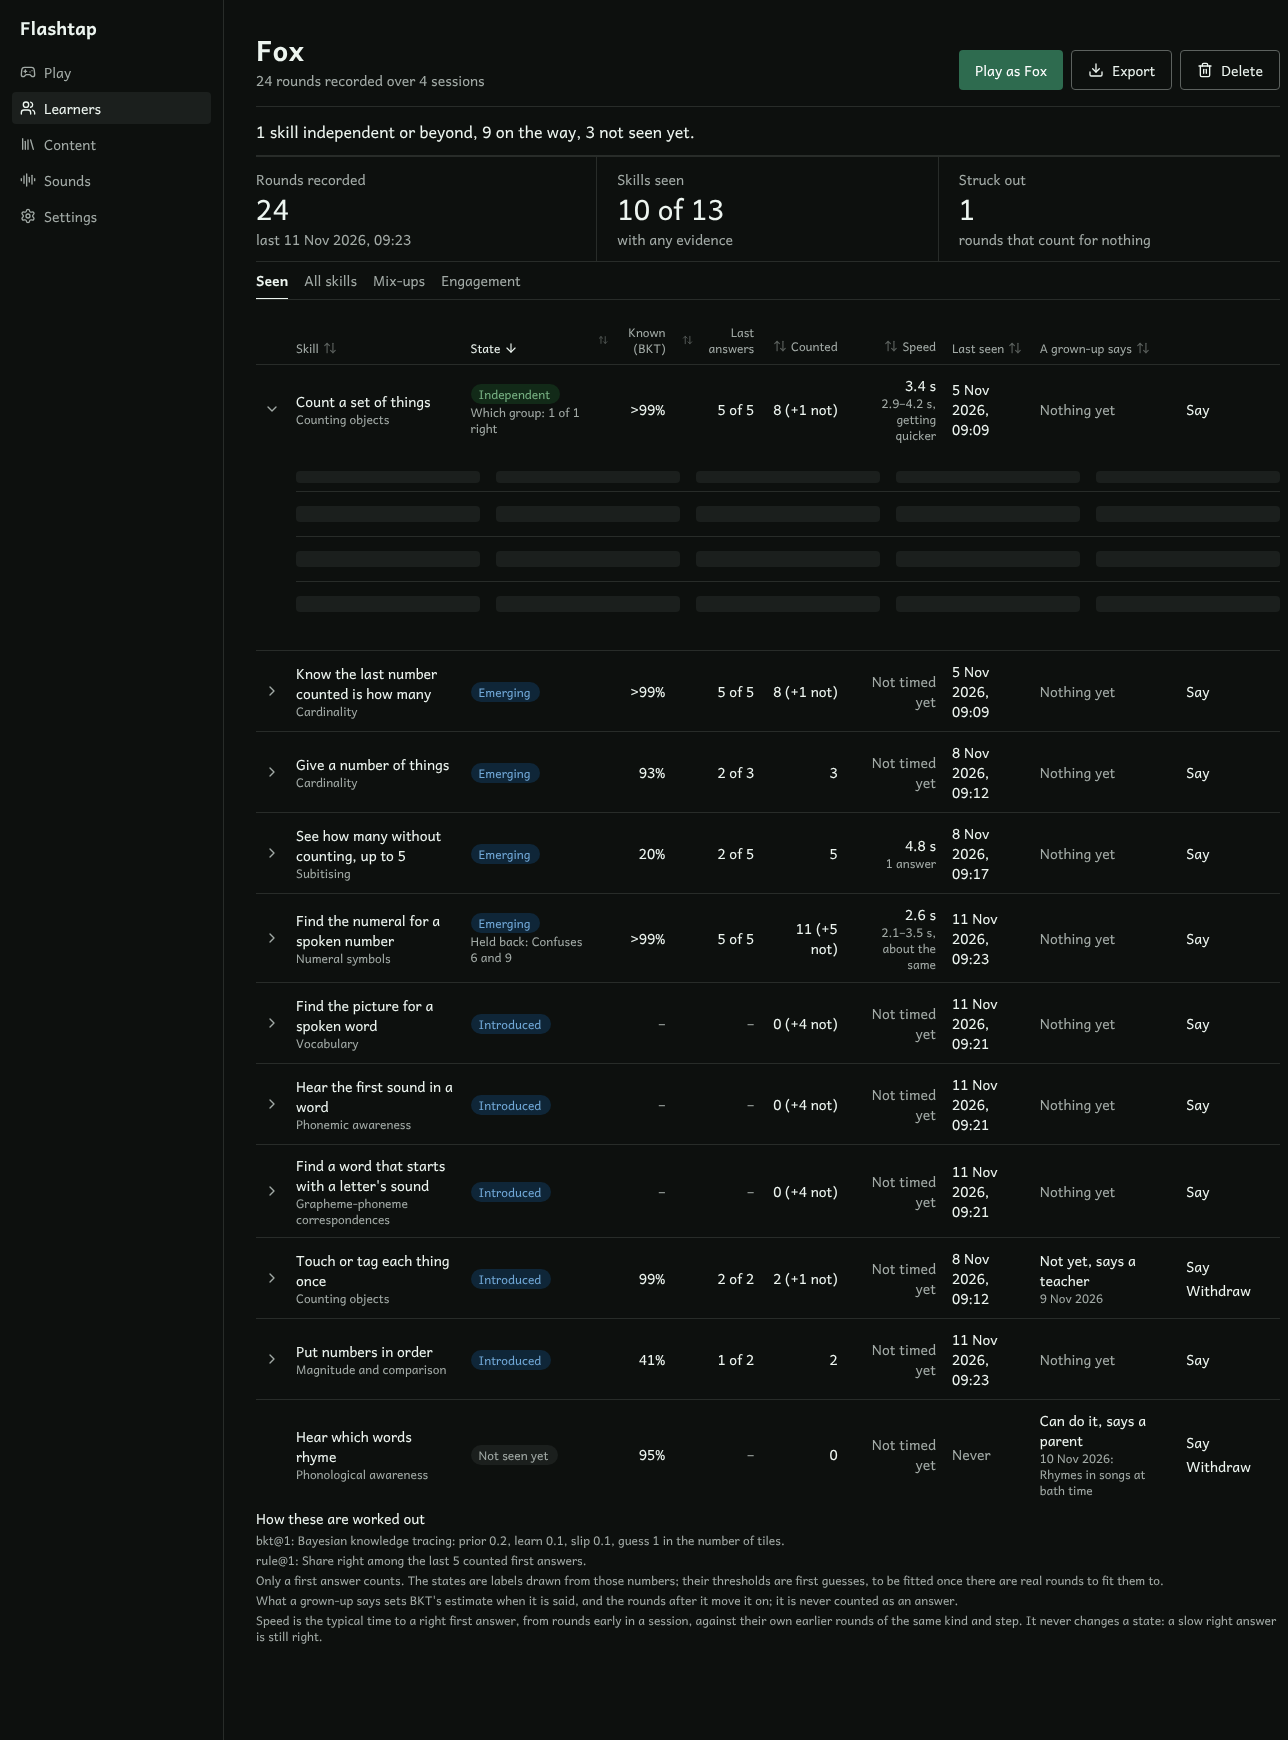 Flashtap
Play
Learners
Content
Sounds
Settings
Fox
24 rounds recorded over 4 sessions
Play as Fox
Export
Delete
1 skill independent or beyond, 9 on the way, 3 not seen yet.
Rounds recorded
24
last 11 Nov 2026, 09:23
Skills seen
10 of 13
with any evidence
Struck out
1
rounds that count for nothing
Seen All skills Mix-ups Engagement
Skill
State
Known
(BKT)
Last
answers
Counted
Speed
Last seen
A grown-up says
Count a set of things
Counting objects
Independent
Which group: 1 of 1
right
>99%
5 of 5
8 (+1 not)
3.4 s
2.9–4.2 s,
getting
quicker
5 Nov
2026,
09:09
Nothing yet
Say
Know the last number
counted is how many
Cardinality
Emerging
>99%
5 of 5
8 (+1 not)
Not timed
yet
5 Nov
2026,
09:09
Nothing yet
Say
Give a number of things
Cardinality
Emerging
93%
2 of 3
3
Not timed
yet
8 Nov
2026,
09:12
Nothing yet
Say
See how many without
counting, up to 5
Subitising
Emerging
20%
2 of 5
5
4.8 s
1 answer
8 Nov
2026,
09:17
Nothing yet
Say
Find the numeral for a
spoken number
Numeral symbols
Emerging
Held back: Confuses
6 and 9
>99%
5 of 5
11 (+5
not)
2.6 s
2.1–3.5 s,
about the
same
11 Nov
2026,
09:23
Nothing yet
Say
Find the picture for a
spoken word
Vocabulary
Introduced
–
–
0 (+4 not)
Not timed
yet
11 Nov
2026,
09:21
Nothing yet
Say
Hear the first sound in a
word
Phonemic awareness
Introduced
–
–
0 (+4 not)
Not timed
yet
11 Nov
2026,
09:21
Nothing yet
Say
Find a word that starts
with a letter's sound
Grapheme-phoneme
correspondences
Introduced
–
–
0 (+4 not)
Not timed
yet
11 Nov
2026,
09:21
Nothing yet
Say
Touch or tag each thing
once
Counting objects
Introduced
99%
2 of 2
2 (+1 not)
Not timed
yet
8 Nov
2026,
09:12
Not yet, says a
teacher
9 Nov 2026
Say
Withdraw
Put numbers in order
Magnitude and comparison
Introduced
41%
1 of 2
2
Not timed
yet
11 Nov
2026,
09:23
Nothing yet
Say
Hear which words
rhyme
Phonological awareness
Not seen yet
95%
–
0
Not timed
yet
Never
Can do it, says a
parent
10 Nov 2026:
Rhymes in songs at
bath time
Say
Withdraw
How these are worked out
bkt@1: Bayesian knowledge tracing: prior 0.2, learn 0.1, slip 0.1, guess 1 in the number of tiles.
rule@1: Share right among the last 5 counted first answers.
Only a first answer counts. The states are labels drawn from those numbers; their thresholds are first guesses, to be fitted once there are real rounds to fit them to.
What a grown-up says sets BKT's estimate when it is said, and the rounds after it move it on; it is never counted as an answer.
Speed is the typical time to a right first answer, from rounds early in a session, against their own earlier rounds of the same kind and step. It never changes a state: a slow right answer
is still right.